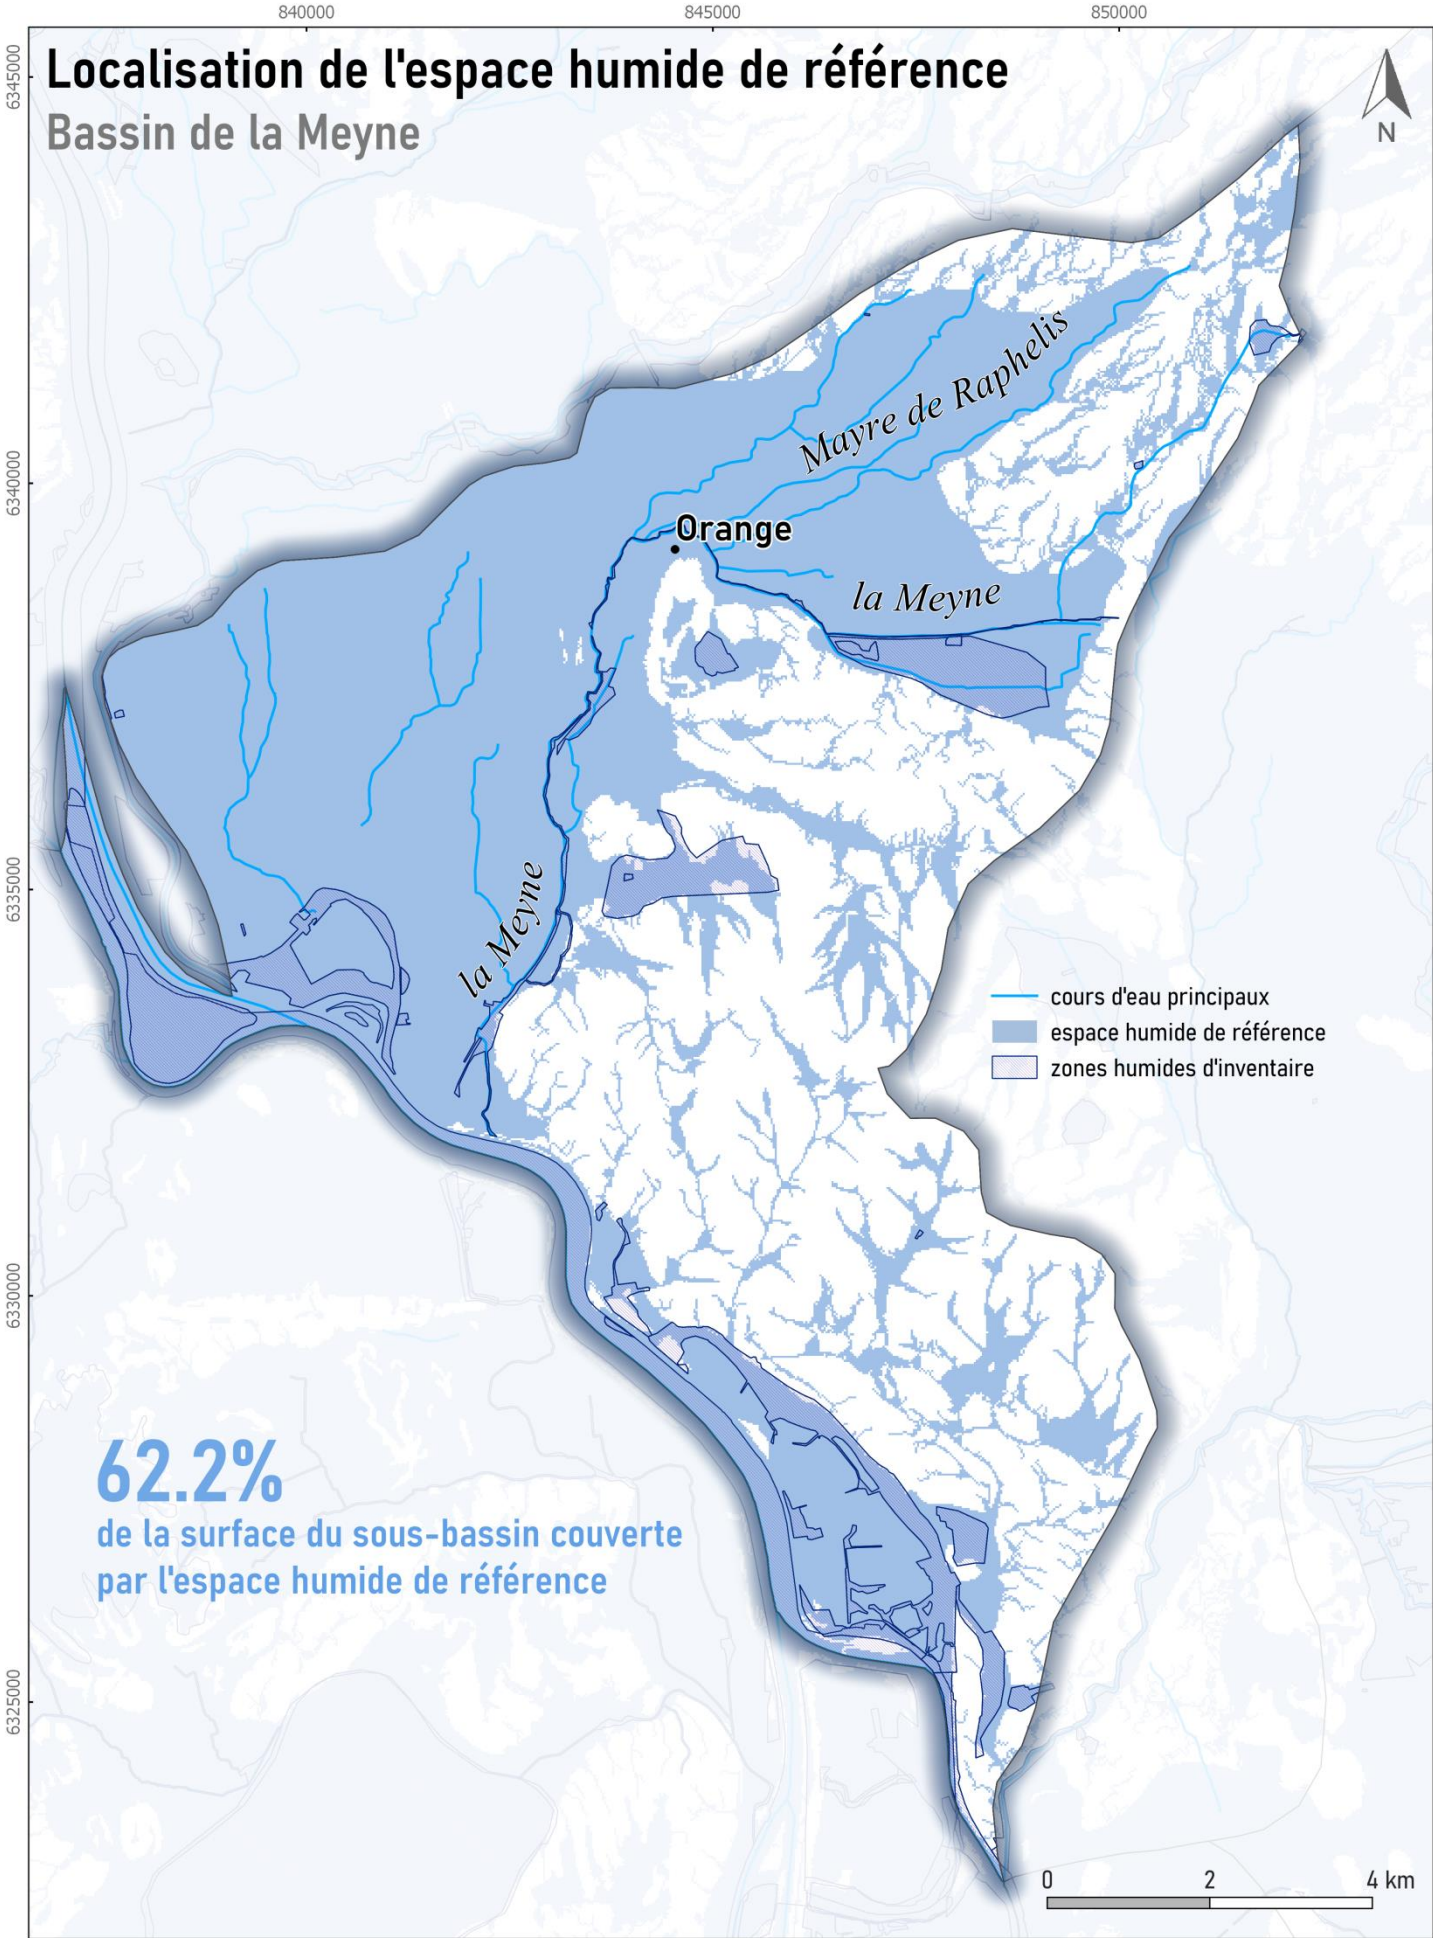 840000
845000
850000
6345000
Localisation de l'espace humide de référence
Bassin de la Meyne
N
Mayre de Raphelis
6340000
Orange
la Meyne
6335000
la Meyne
cours d'eau principaux
espace humide de référence
zones humides d'inventaire
6330000
62.2%
de la surface du sous-bassin couverte
par l'espace humide de référence
6325000
0 2 4 km